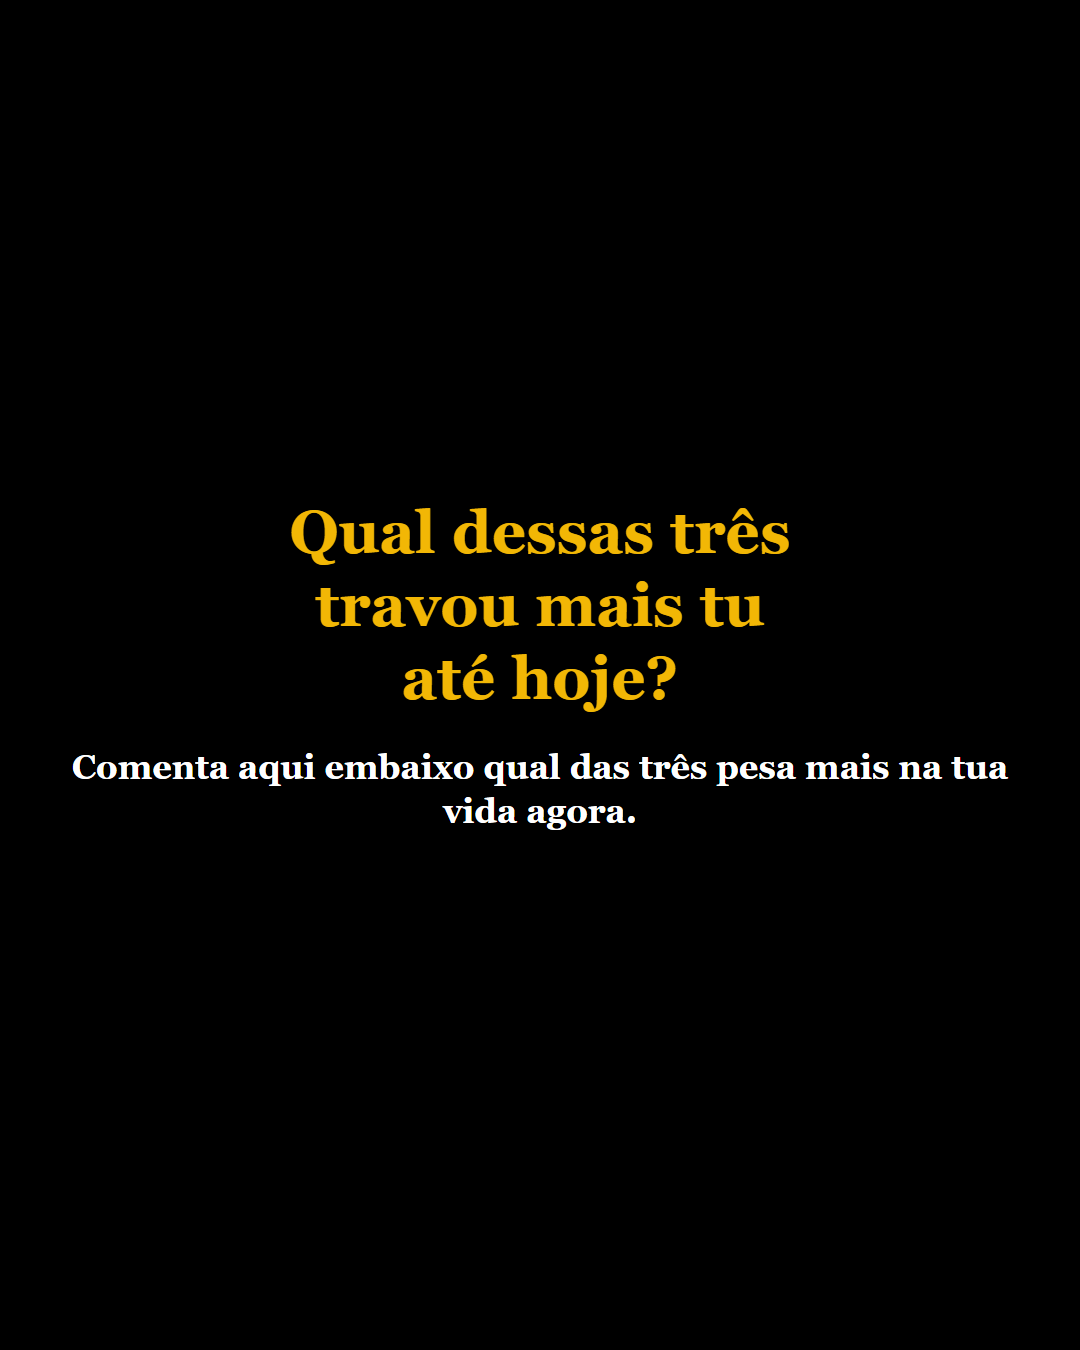 Qual dessas três
travou mais tu
até hoje?
Comenta aqui embaixo qual das três pesa mais na tua
vida agora.